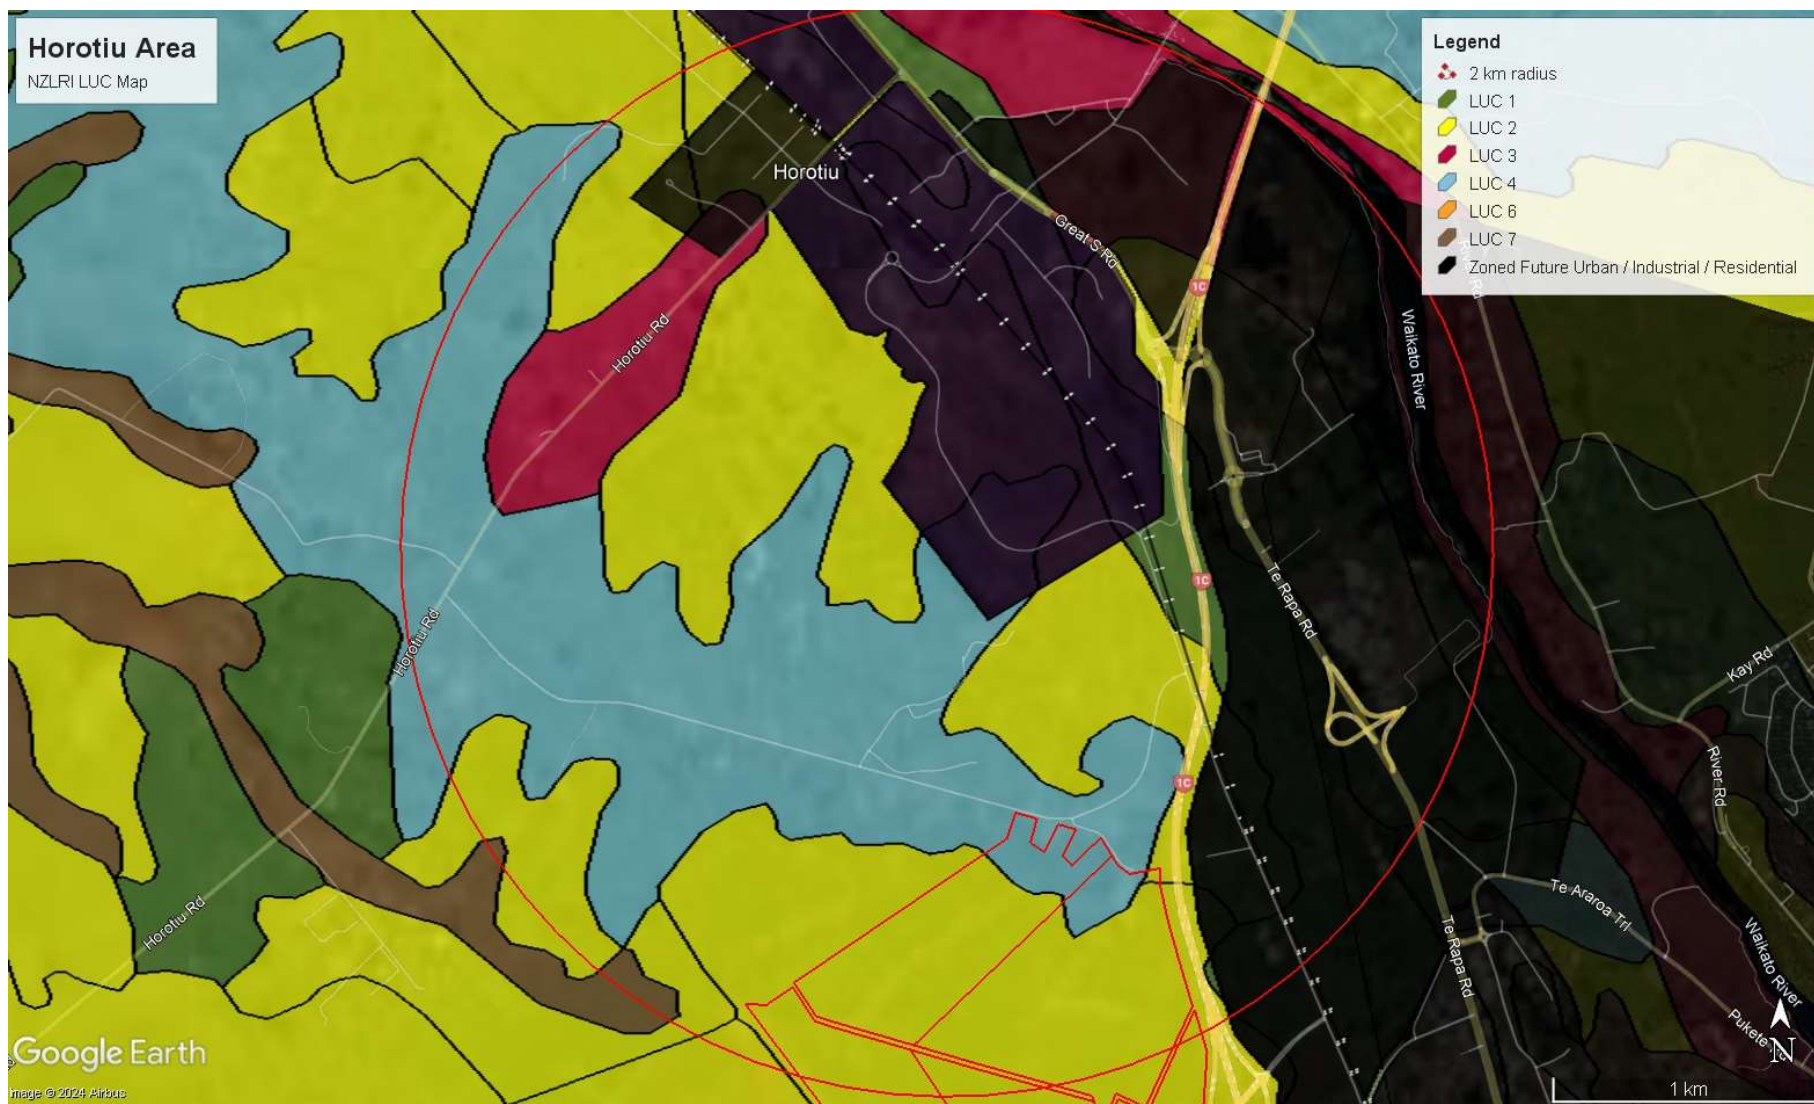 Horotiu Area
NZLRI LUC Map
Legend
2 km radius
LUC 1
LUC 2
LUC 3
LUC 4
LUC 6
LUC 7
Zoned Future Urban / Industrial / Residential
Horotiu
Great S Rd
1C
River Rd
Horotiu Rd
Waikato River
1C
Te Rapa Rd
Horotiu Rd
Kay Rd
1C
River Rd
Te Araroa Trl
Horotiu Rd
Te Rapa Rd
Waikato River
N
Google Earth
1 km
Image © 2024 Airbus